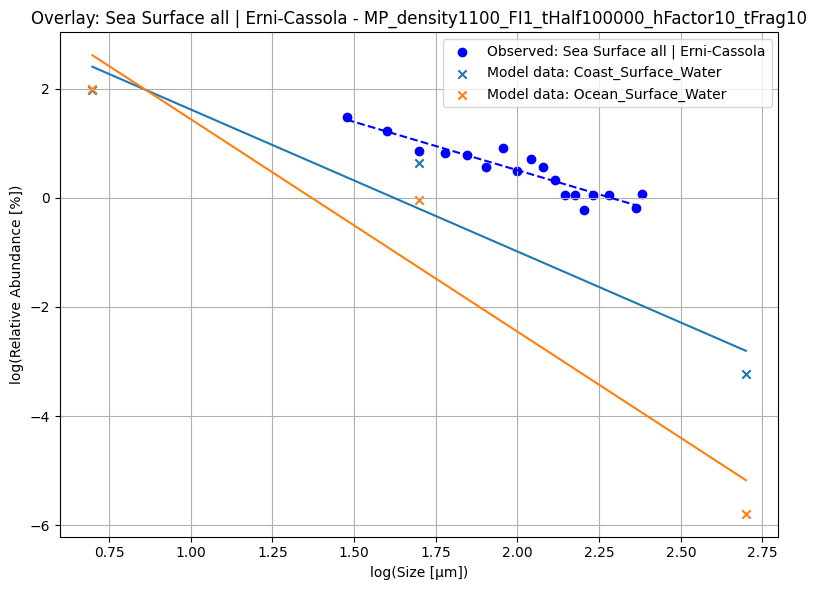 Overlay: Sea Surface all | Erni-Cassola - MP_density1100_FI1_tHalf100000_hFactor10_tFrag10
Observed: Sea Surface all | Erni-Cassola
Model data: Coast_Surface_Water
Model data: Ocean_Surface_Water
log(Relative Abundance [%])
2
0
−2
−4
−6
0.75 1.00 1.25 1.50 1.75 2.00 2.25 2.50 2.75
log(Size [µm])